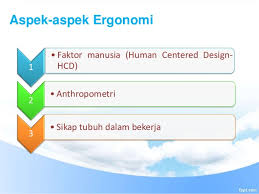 Aspek-aspek Ergonomi
1
• Faktor manusia (Human Centered Design-
HCD)
2
• Anthropometri
3
• Sikap tubuh dalam bekerja